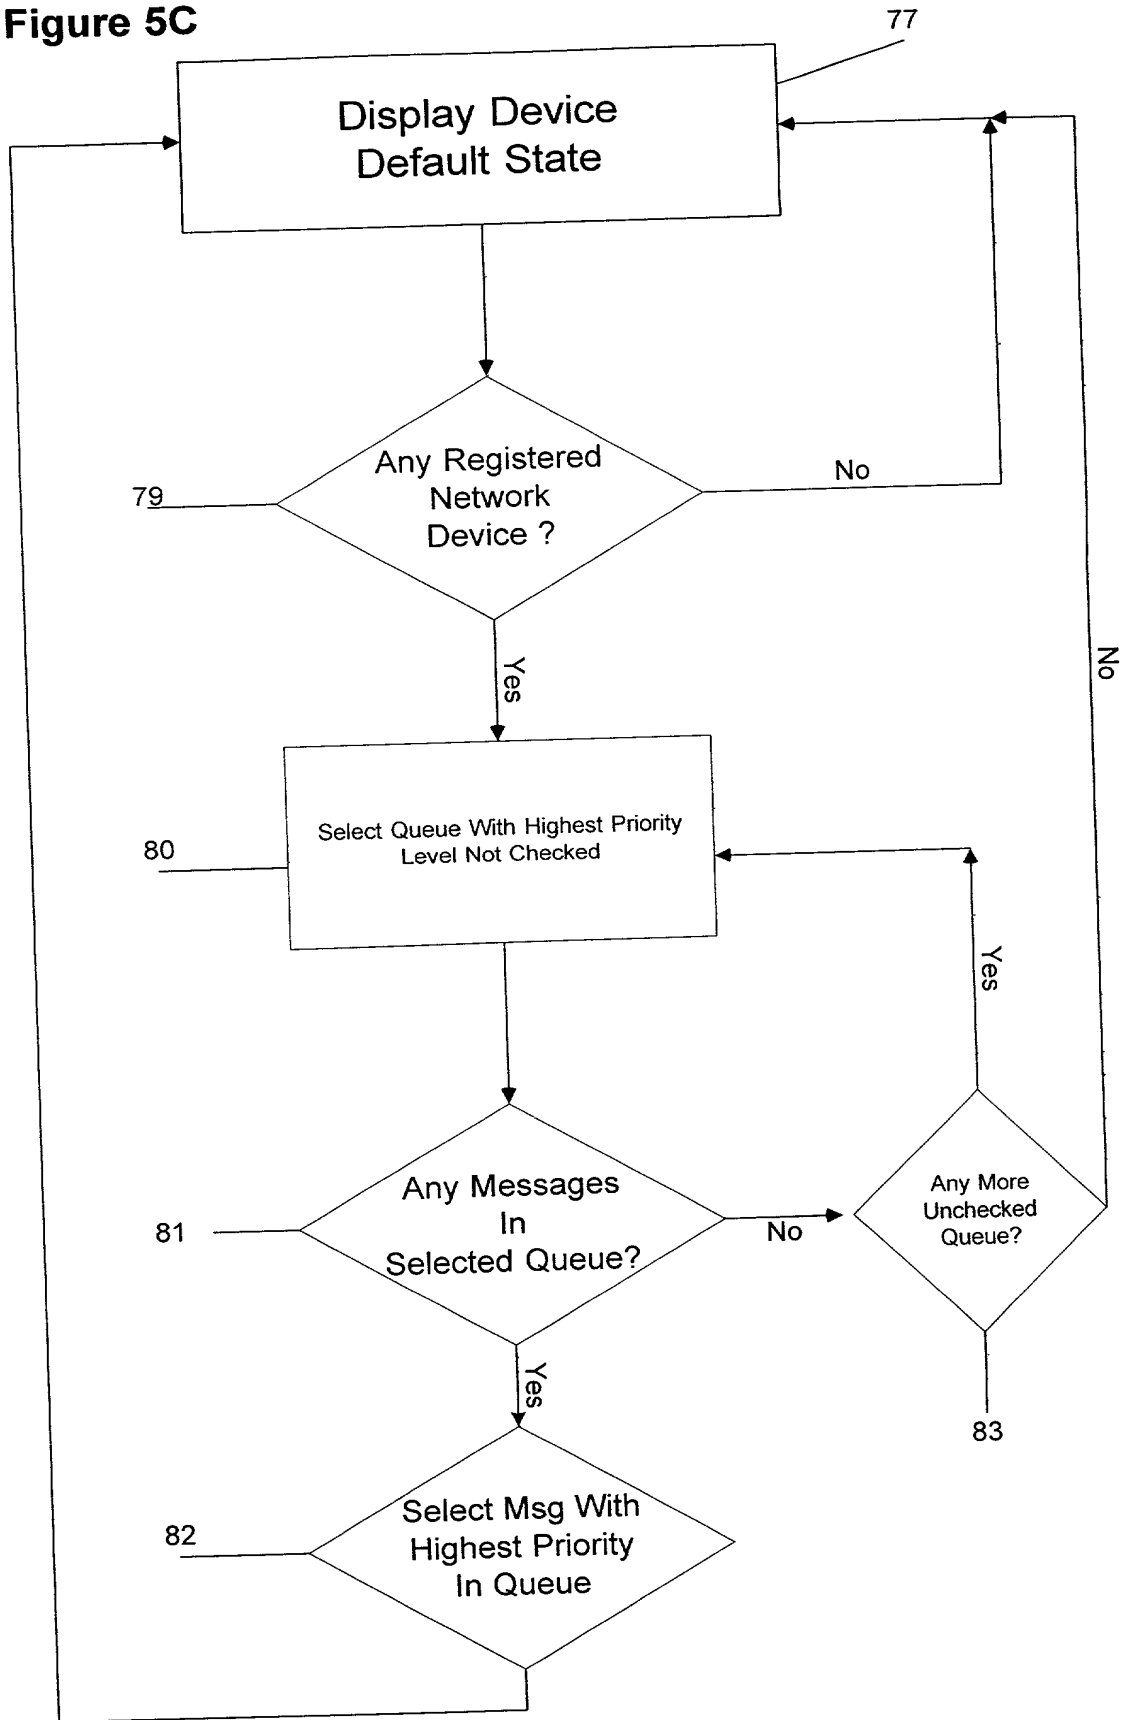 Figure 5C
77
Display Device
Default State
Any Registered
Network
Device ?
79
No
Yes
No
Select Queue With Highest Priority
Level Not Checked
80
Yes
Any Messages
In
Selected Queue?
81
No
Any More
Unchecked
Queue?
Yes
83
Select Msg With
Highest Priority
In Queue
82